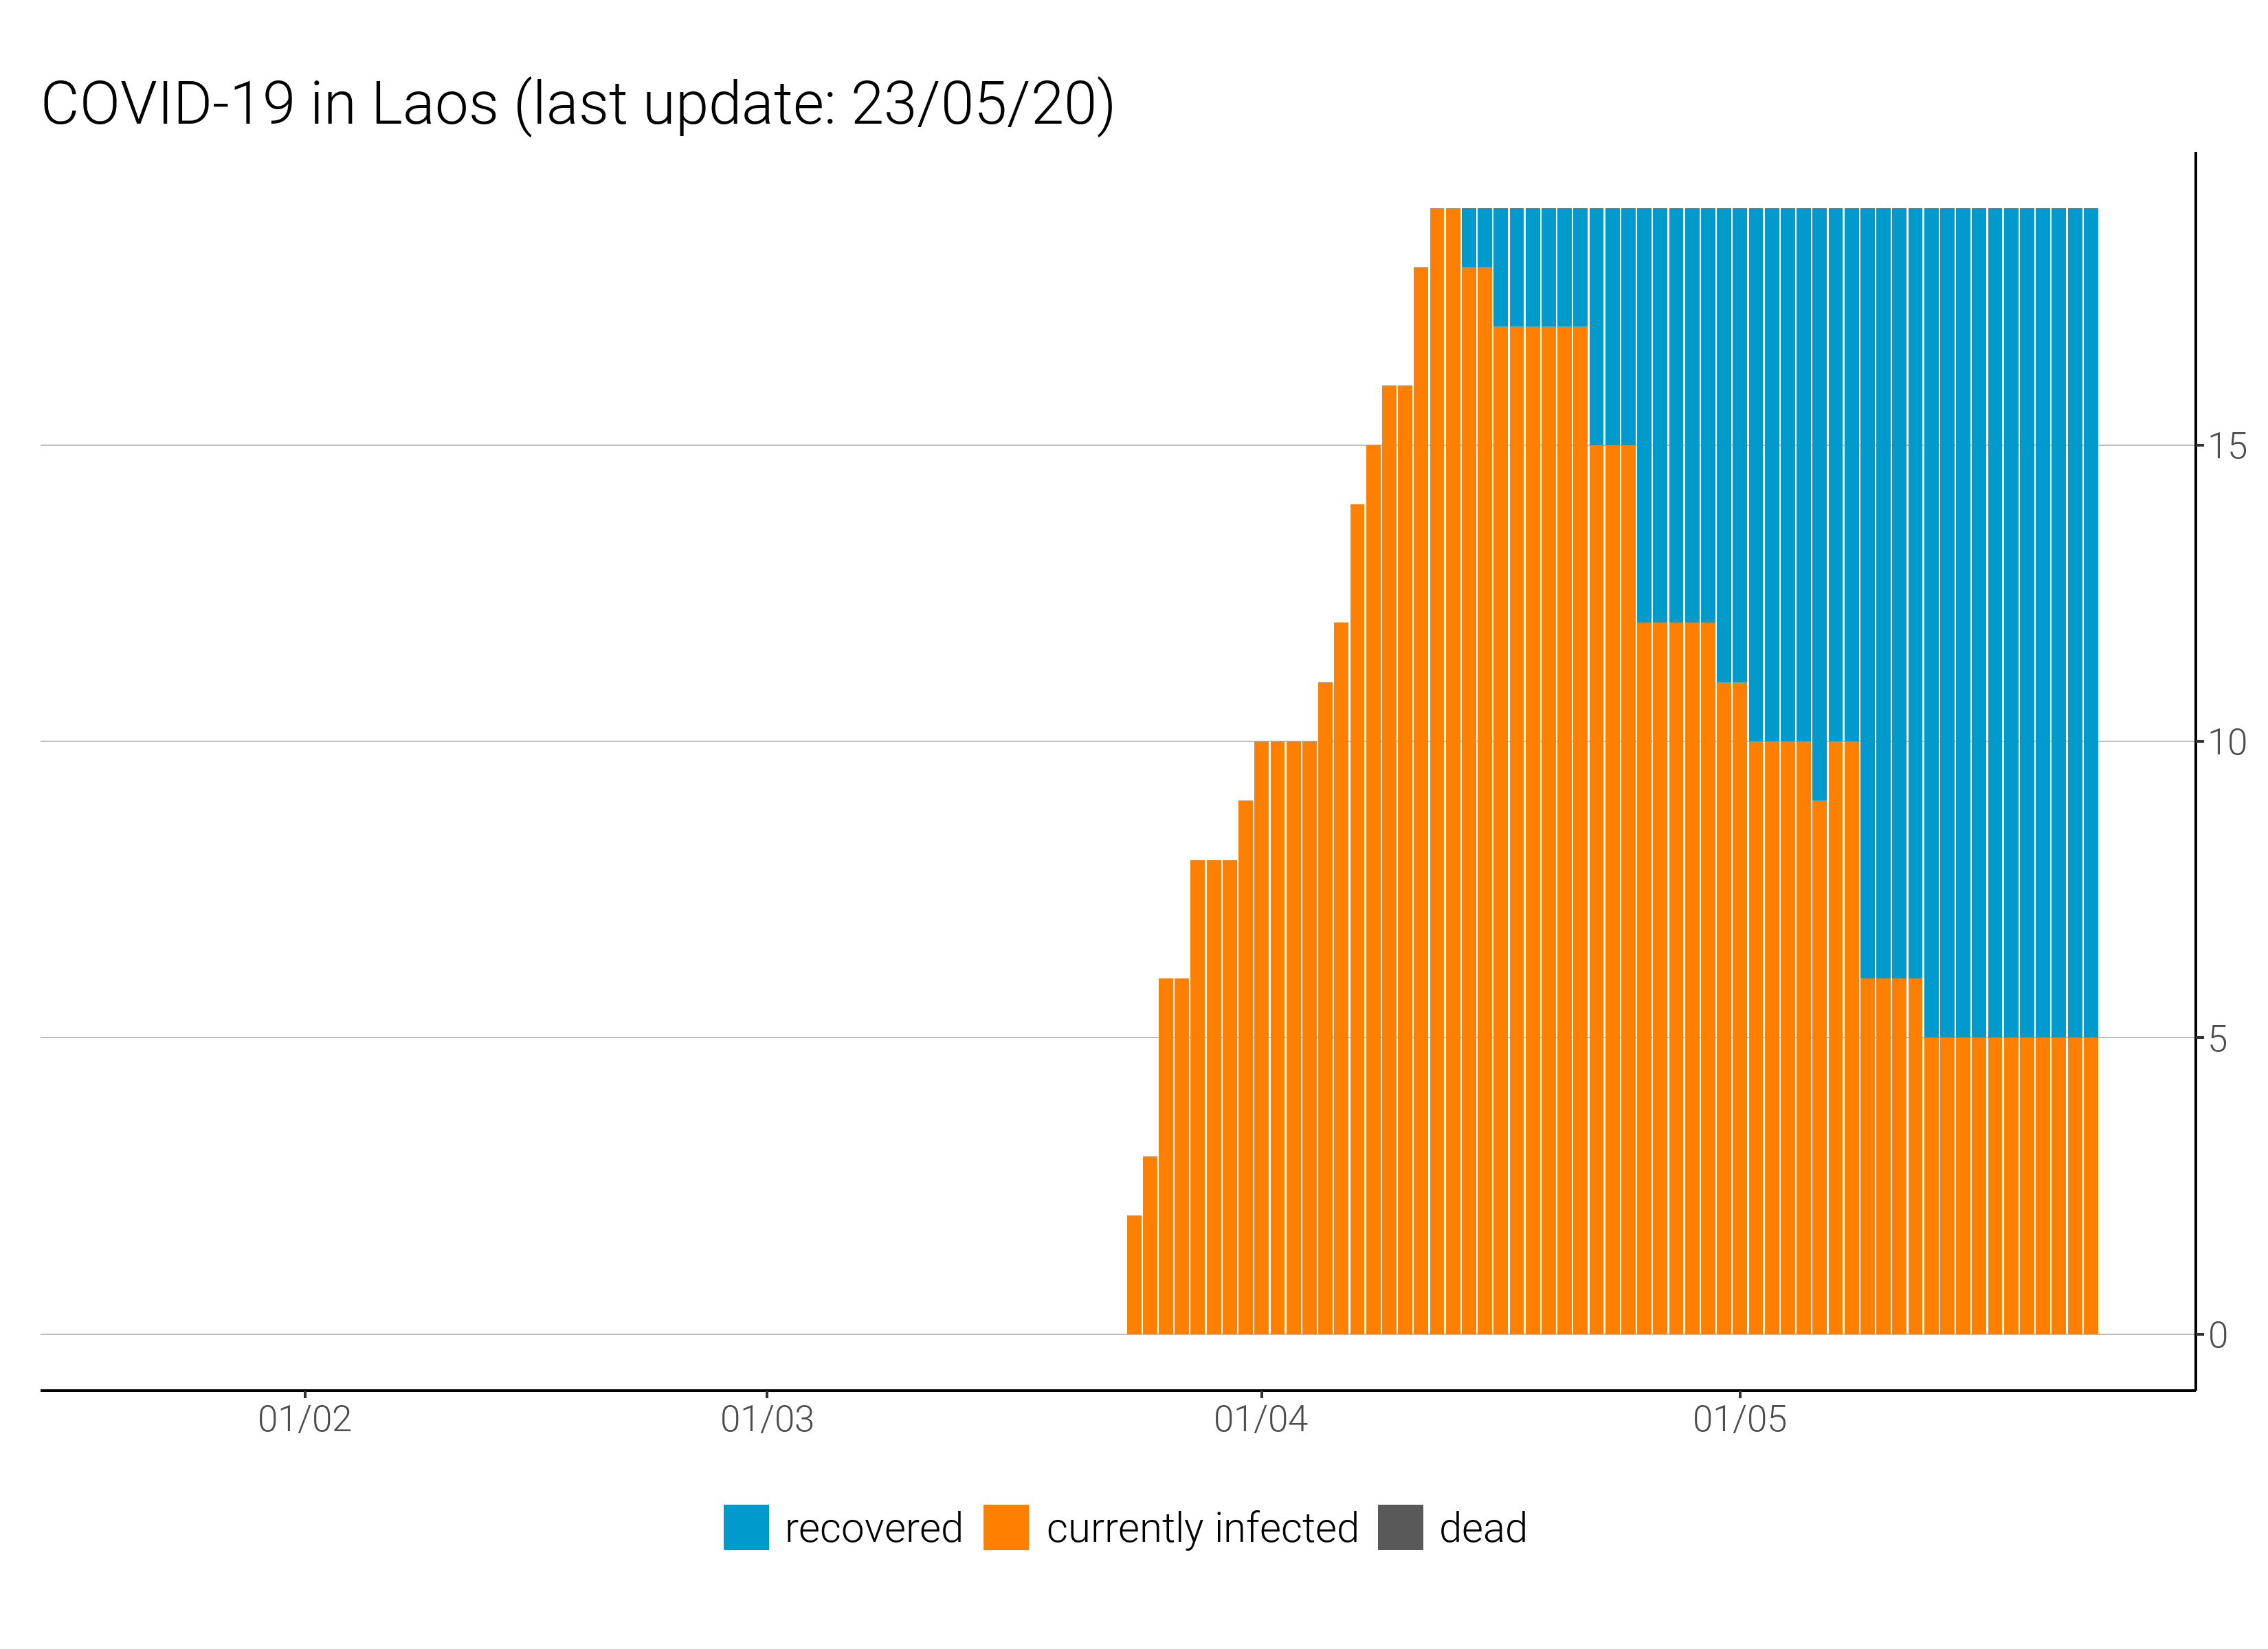 COVID-19 in Laos (last update: 23/05/20)
15
10
5
0
01/02 01/03 01/04 01/05
recovered currently infected dead